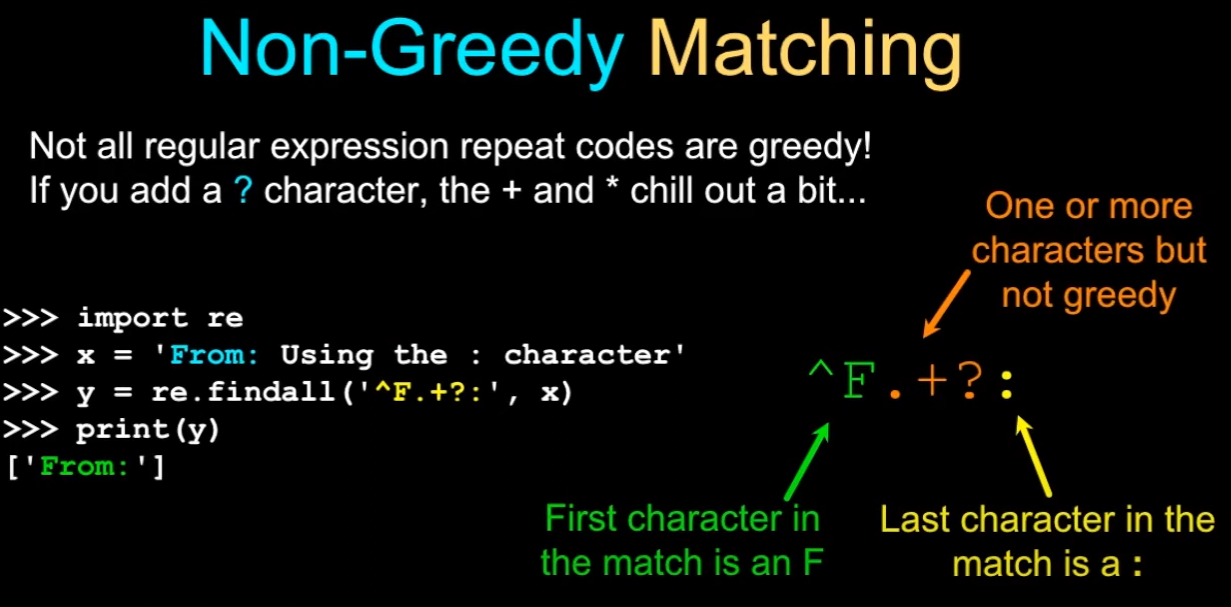 Non-Greedy Matching
Not all regular expression repeat codes are greedy!
If you add a ? character, the + and * chill out a bit...
One or more
characters but
not greedy
>>> import re
>>> x = 'From: Using the : character'
>>> y = re.findall('^F.+?:', x)
>>> print(y)
['From:']
^F.+?:
First character in
the match is an F
Last character in the
match is a :